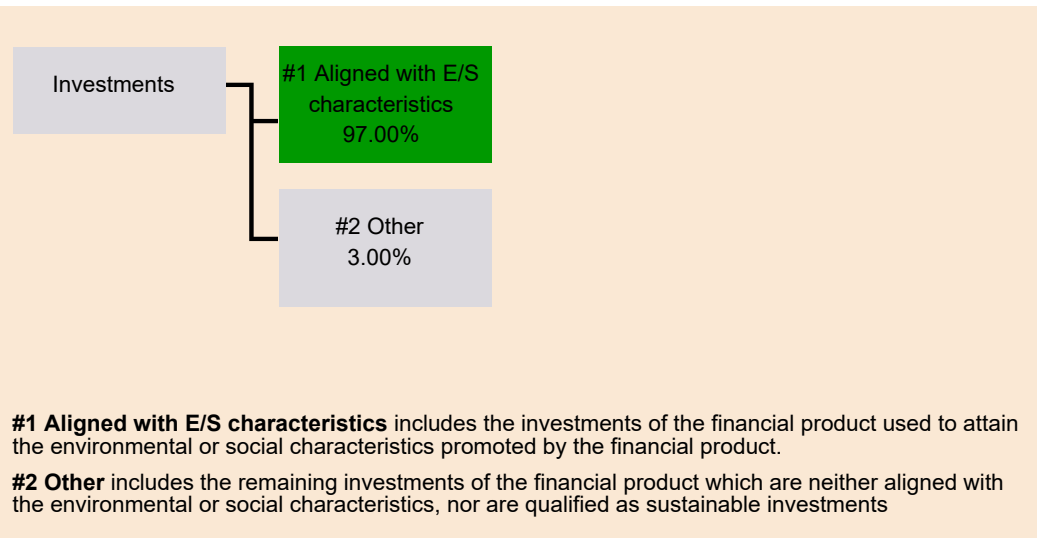 Investments
#1 Aligned with E/S
characteristics
97.00%
#2 Other
3.00%
#1 Aligned with E/S characteristics includes the investments of the financial product used to attain
the environmental or social characteristics promoted by the financial product.
#2 Other includes the remaining investments of the financial product which are neither aligned with
the environmental or social characteristics, nor are qualified as sustainable investments